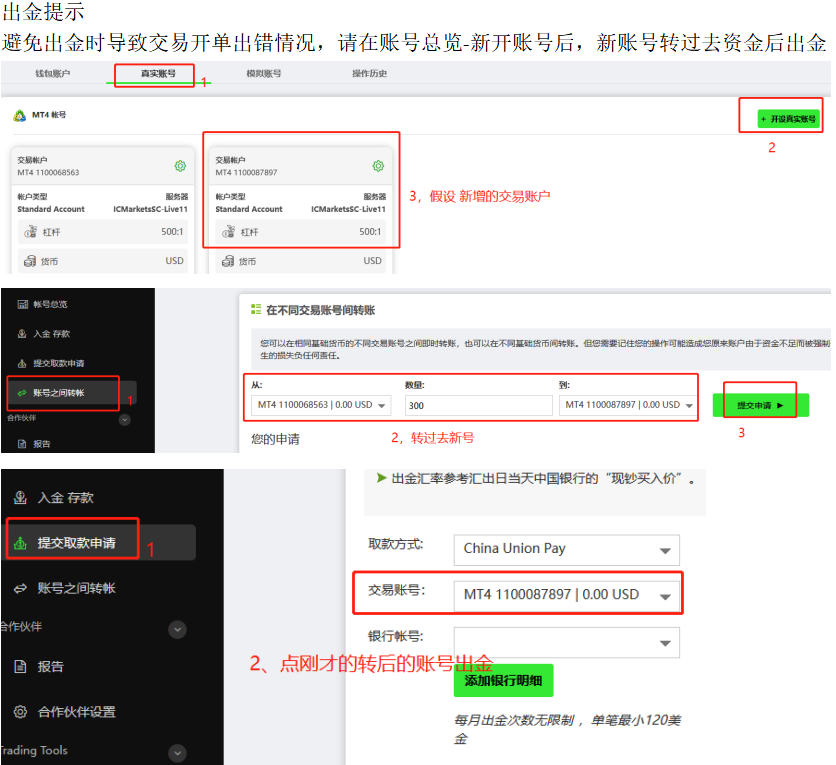 出金提示
避免出金时导致交易开单出错情况，请在账号总览-新开账号后，新账号转过去资金后出金
钱包账户 真实账号 1 模拟账号 操作历史
MT4 帐号
+ 开设真实账号
2
交易帐户
MT4 1100068563
帐户类型 服务器
Standard Account ICMarketsSC-Live11
杠杆 500:1
货币 USD
交易帐户
MT4 1100087897
帐户类型 服务器
Standard Account ICMarketsSC-Live11
杠杆 500:1
货币 USD
3，假设 新增的交易账户
帐号总览
入金 存款
提交取款申请
账号之间转帐 1
合作伙伴
报告
在不同交易账号间转账
您可以在相同基础货币的不同交易账号之间即时转账，也可以在不同基础货币间转账。但您需要记住您的操作可能造成您原来账户由于资金不足而被强制
生的损失负任何责任。
从: 数量: 到:
MT4 1100068563 | 0.00 USD 300 MT4 1100087897 | 0.00 USD
提交申请
您的申请
2，转过去新号
3
入金 存款
提交取款申请 1
账号之间转帐
合作伙伴
报告
合作伙伴设置
Trading Tools
出金汇率参考汇出日当天中国银行的“现钞买入价”。
取款方式: China Union Pay
交易账号: MT4 1100087897 | 0.00 USD
银行帐号:
2、点刚才的转后的账号出金
添加银行明细
每月出金次数无限制 ，单笔最小120美
金